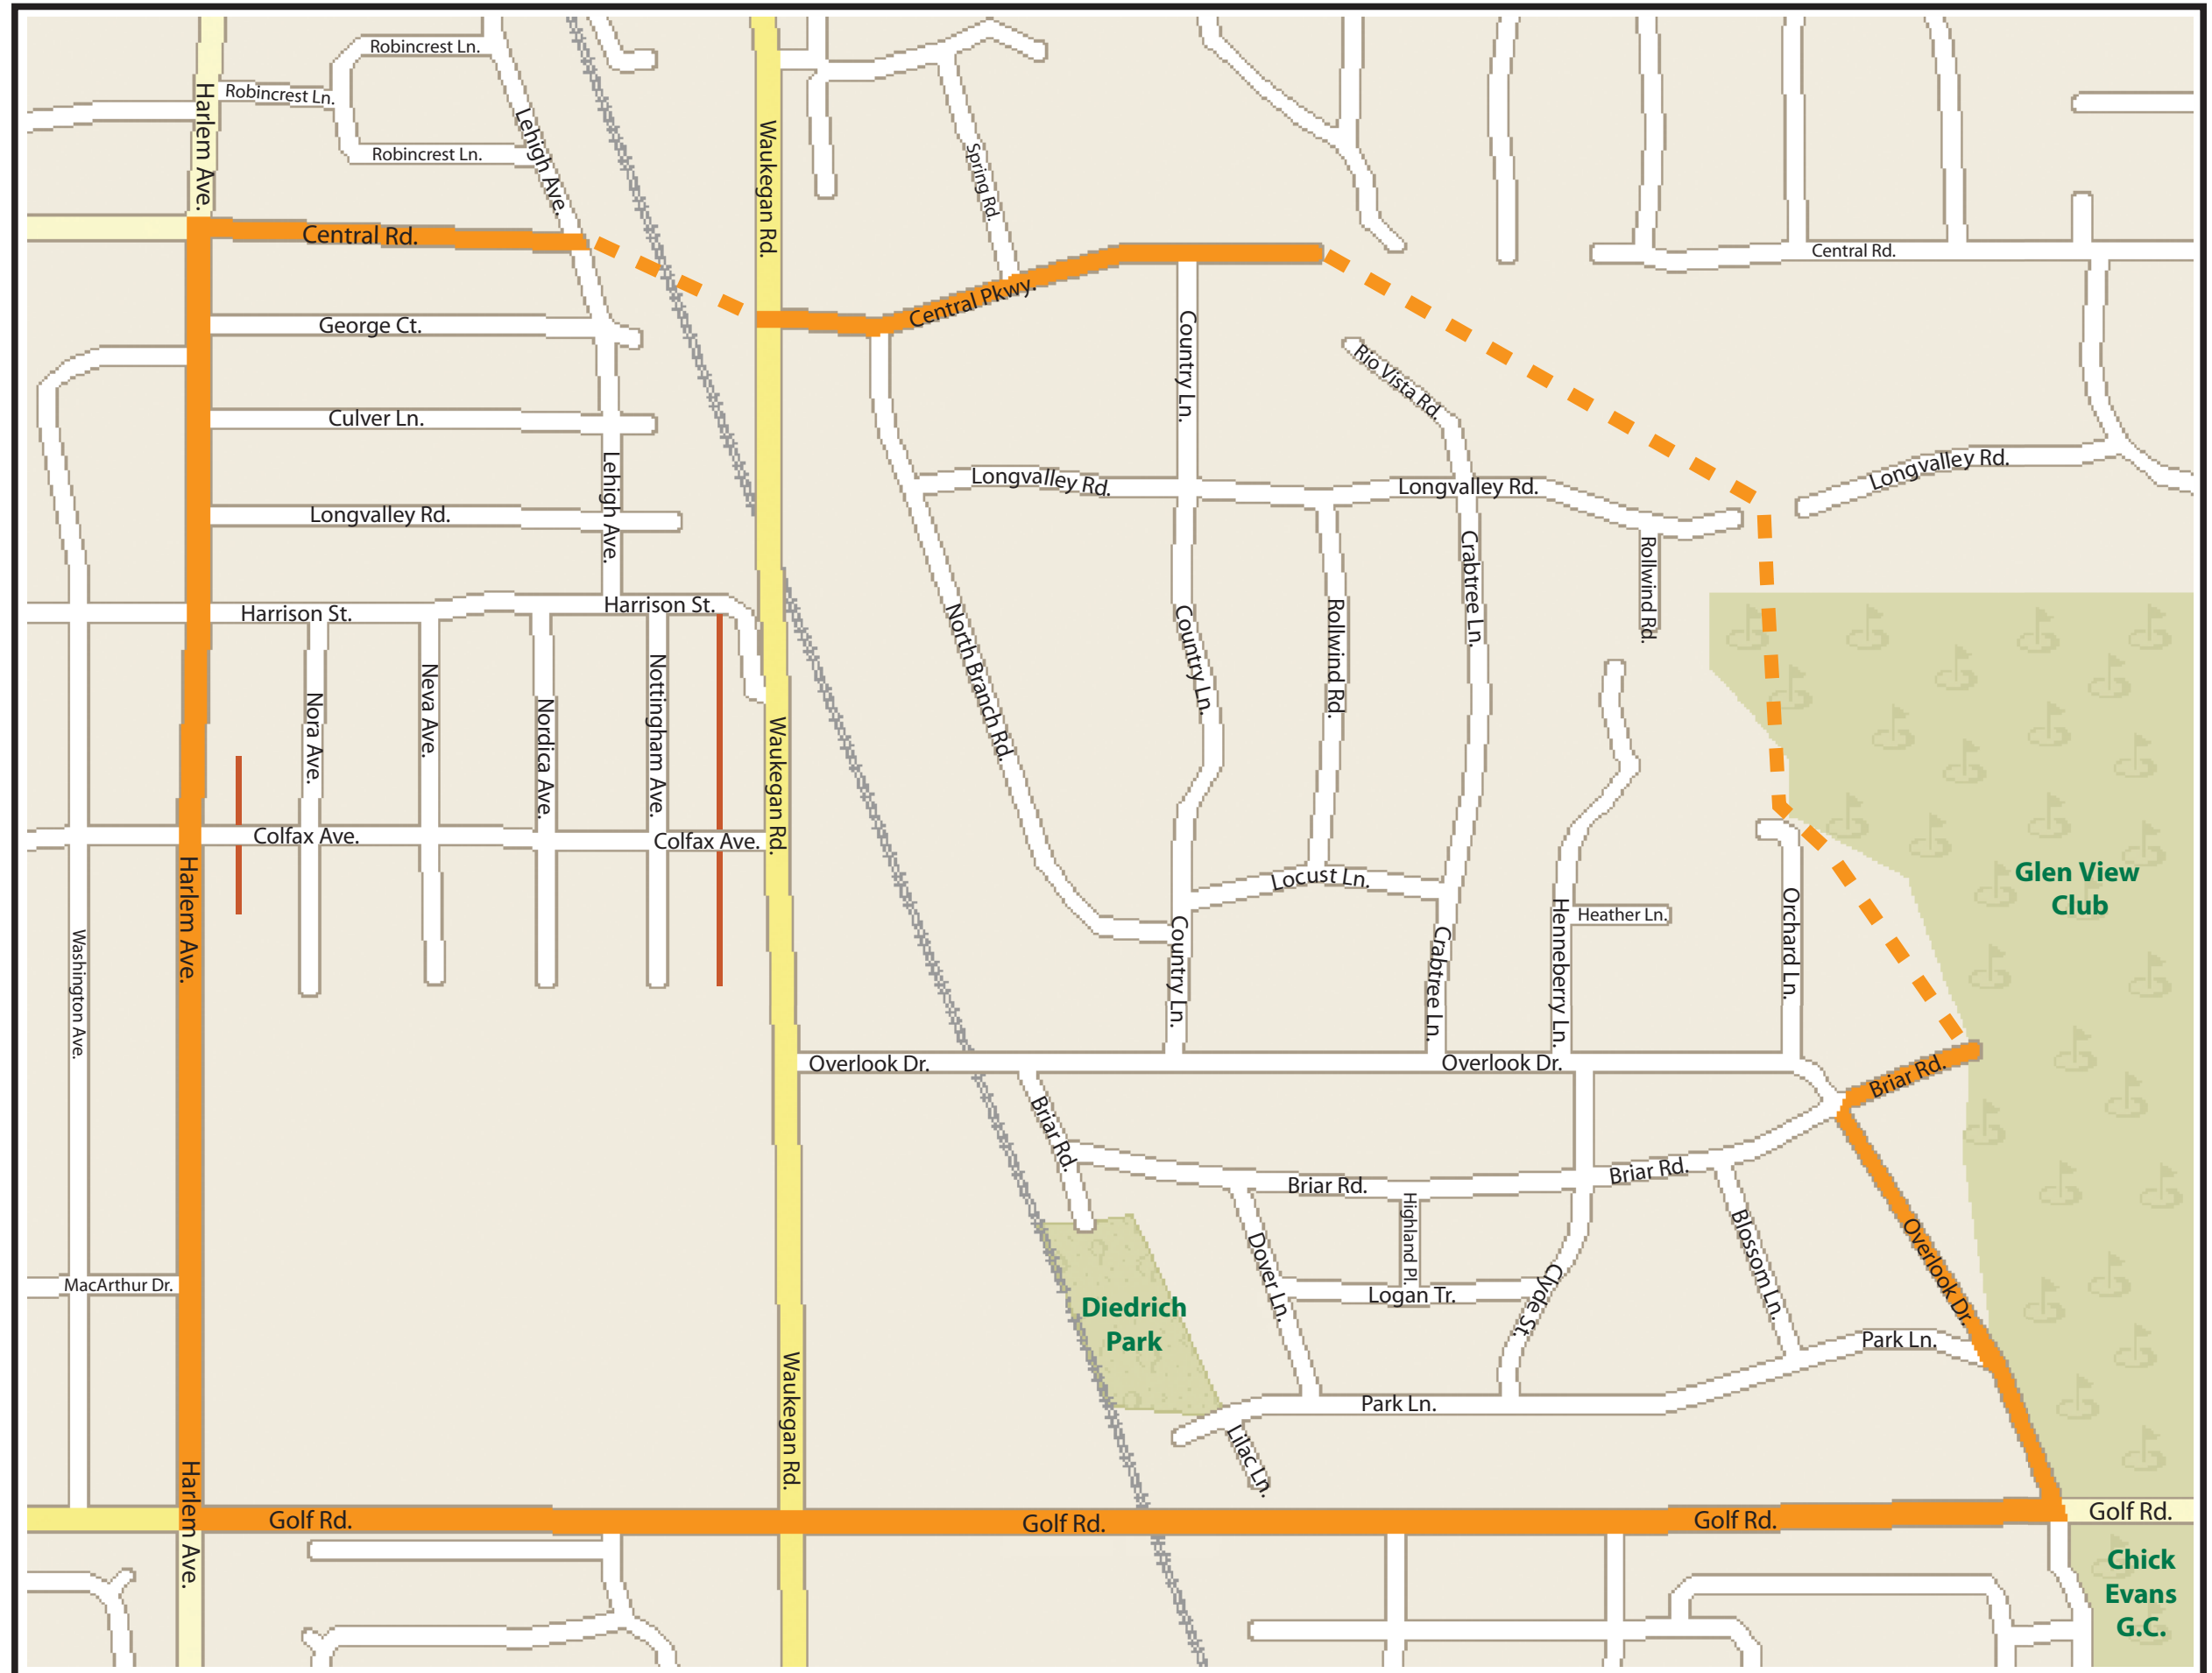 Robincrest Ln.
Robincrest Ln.
Robincrest Ln.
Harlem Ave.
Lehigh Ave.
Waukegan Rd.
Spring Rd.
Central Rd.
Central Rd.
Central Pkwy.
George Ct.
Country Ln.
Rio Vista Rd.
Culver Ln.
Lehigh Ave.
Longvalley Rd.
Longvalley Rd.
Longvalley Rd.
Longvalley Rd.
Crabtree Ln.
Rollwind Rd.
Harrison St.
Harrison St.
North Branch Rd.
Country Ln.
Rollwind Rd.
Nora Ave.
Neva Ave.
Nordica Ave.
Nottingham Ave.
Waukegan Rd.
Colfax Ave.
Colfax Ave.
Harlem Ave.
Washington Ave.
Locust Ln.
Glen View
Club
Heather Ln.
Henneberry Ln.
Orchard Ln.
Country Ln.
Crabtree Ln.
Overlook Dr.
Overlook Dr.
Briar Rd.
Briar Rd.
Briar Rd.
Briar Rd.
Highland Pl.
Dover Ln.
Blossom Ln.
Overlook Dr.
MacArthur Dr.
Logan Tr.
Clyde St.
Diedrich
Park
Park Ln.
Park Ln.
Waukegan Rd.
Lilac Ln.
Harlem Ave.
Golf Rd.
Golf Rd.
Golf Rd.
Golf Rd.
Chick
Evans
G.C.